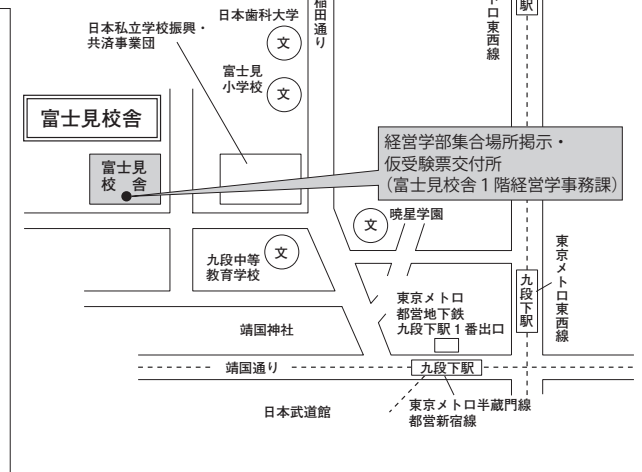 日本歯科大学
稲田通り
駅
トロ東西線
日本私立学校振興・
共済事業団
文
富士見
小学校
文
富士見校舎
経営学部集合場所掲示・
仮受験票交付所
（富士見校舎１階経営学事務課）
富士見
校　舎
文
暁星学園
九段中等
教育学校
文
東京メトロ東西線
九段下駅
東京メトロ
都営地下鉄
九段下駅１番出口
靖国神社
靖国通り
九段下駅
日本武道館
東京メトロ半蔵門線
都営新宿線